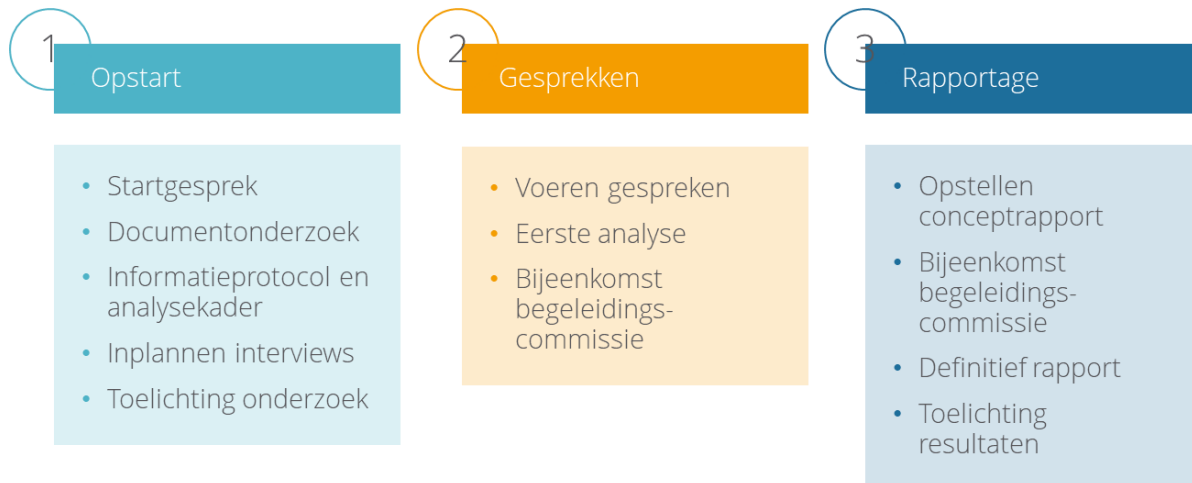 1
Opstart
• Startgesprek
• Documentonderzoek
• Informatieprotocol en
analysekader
• Inplannen interviews
• Toelichting onderzoek
2
Gesprekken
• Voeren gespreken
• Eerste analyse
• Bijeenkomst
begeleidings-
commissie
3
Rapportage
• Opstellen
conceptrapport
• Bijeenkomst
begeleidings-
commissie
• Definitief rapport
• Toelichting
resultaten